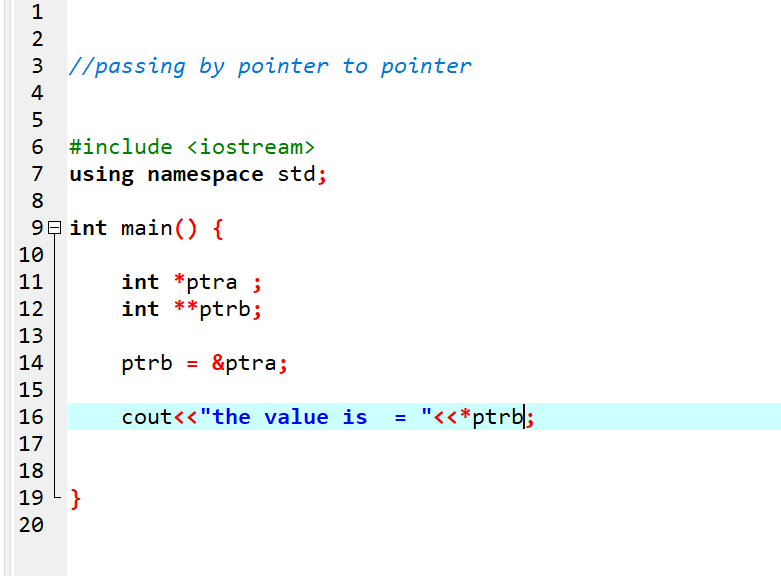 1
2
3 //passing by pointer to pointer
4
5
6 #include <iostream>
7 using namespace std;
8
9 int main() {
10
11 int *ptra ;
12 int **ptrb;
13
14 ptrb = &ptra;
15
16 cout<<"the value is  = "<<*ptrb;
17
18
19 }
20